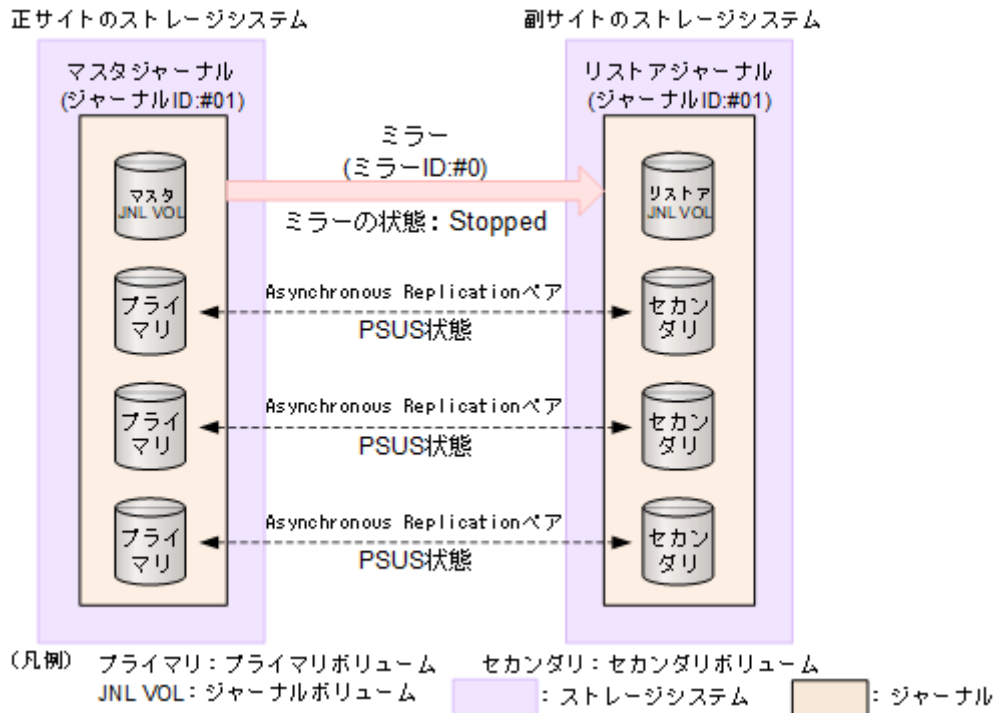 正サイトのストレージシステム
副サイトのストレージシステム
マスタジャーナル
(ジャーナルID:#01)
リストアジャーナル
(ジャーナルID:#01)
ミラー
(ミラーID:#0)
マスタ
JNL VOL
リストア
JNL VOL
ミラーの状態：Stopped
プライ
マリ
Asynchronous Replicationペア
PSUS状態
セカン
ダリ
プライ
マリ
Asynchronous Replicationペア
PSUS状態
セカン
ダリ
プライ
マリ
Asynchronous Replicationペア
PSUS状態
セカン
ダリ
(凡例) プライマリ：プライマリボリューム セカンダリ：セカンダリボリューム
JNL VOL：ジャーナルボリューム ：ストレージシステム ：ジャーナル